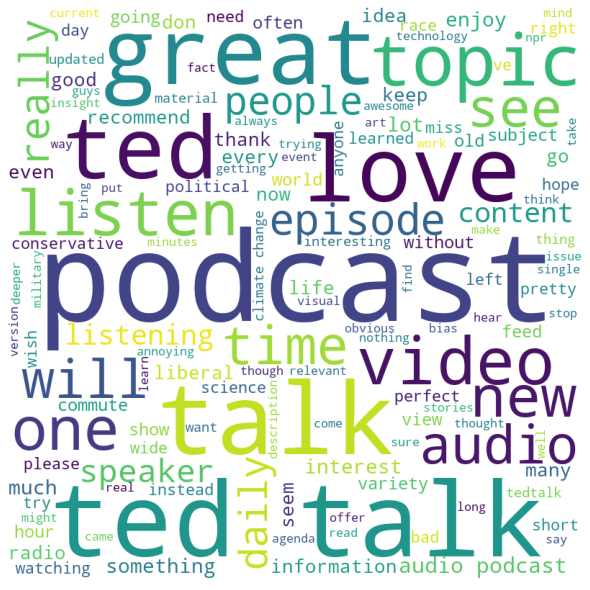 current
going
don
need
often
idea
enjoy
mind
npr
race
right
technology
day
great
topic
updated
good
fact
ve
guys
insight
really
material
people
keep
see
recommend
always
trying
awesome
art
work
take
way
ted
thank
learned
lot
miss
old
subject
anyone
even
getting
event
love
every
go
bring
put
political
now
world
hope
think
listen
episode
content
conservative
minutes
interesting
without
thing
make
climate change
podcast
issue
single
left
pretty
stop
version
deeper
military
life
visual
find
hear
wish
listening
time
obvious
bias
feed
nothing
annoying
though
relevant
video
new
will
learn
liberal
science
perfect
commute
want
description
come
stories
view
sure
thought
well
one
show
talk
audio
wide
please
speaker
daily
interest
many
real
seem
variety
tedtalk
much
try
instead
ted talk
long
might
came
offer
bad
short
hour
agenda
read
say
radio
something
information
audio podcast
watching